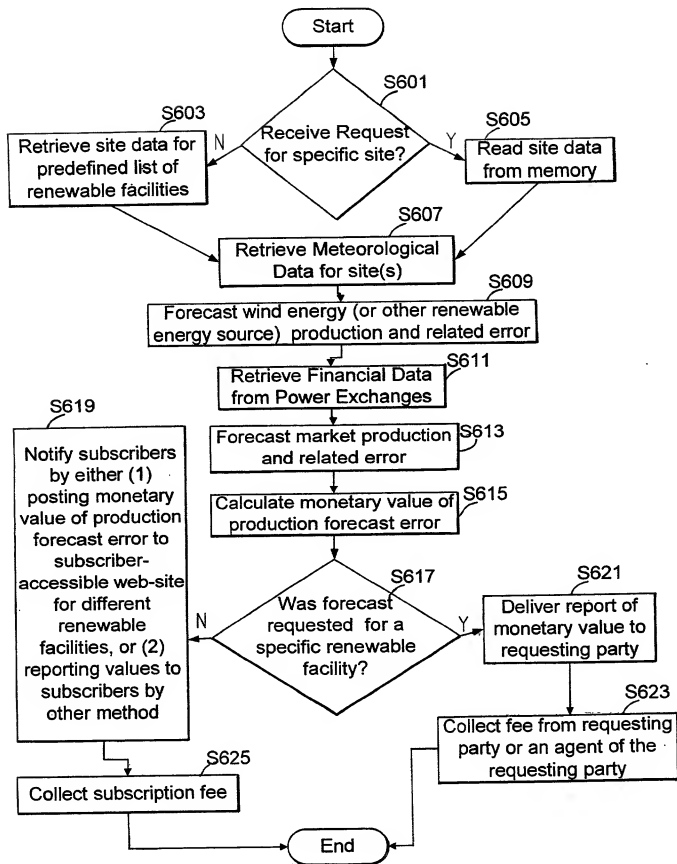 Start
S601
Receive Request
for specific site?
N
Y
S603
Retrieve site data for
predefined list of
renewable facilities
S605
Read site data
from memory
S607
Retrieve Meteorological
Data for site(s)
S609
Forecast wind energy (or other renewable
energy source) production and related error
S611
Retrieve Financial Data
from Power Exchanges
S613
Forecast market production
and related error
S615
Calculate monetary value of
production forecast error
S617
Was forecast
requested for a
specific renewable
facility?
N
Y
S619
Notify subscribers
by either (1)
posting monetary
value of production
forecast error to
subscriber-
accessible web-site
for different
renewable
facilities, or (2)
reporting values to
subscribers by
other method
S621
Deliver report of
monetary value to
requesting party
S623
Collect fee from requesting
party or an agent of the
requesting party
S625
Collect subscription fee
End